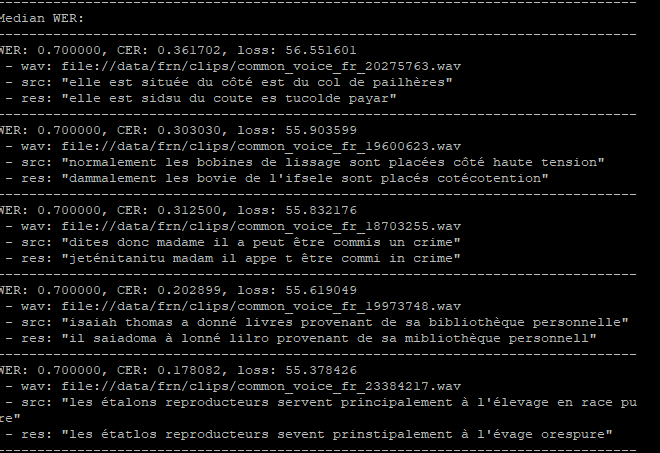 Median WER:
WER: 0.700000, CER: 0.361702, loss: 56.551601
- wav: file://data/frn/clips/common_voice_fr_20275763.wav
- src: "elle est située du côté est du col de pailhères"
- res: "elle est sidsu du coute es tucolde payar"
WER: 0.700000, CER: 0.303030, loss: 55.903599
- wav: file://data/frn/clips/common_voice_fr_19600623.wav
- src: "normalement les bobines de lissage sont placées côté haute tension"
- res: "dammalement les bovie de l'ifsele sont placés cotécotention"
WER: 0.700000, CER: 0.312500, loss: 55.832176
- wav: file://data/frn/clips/common_voice_fr_18703255.wav
- src: "dites donc madame il a peut être commis un crime"
- res: "jeténitanitu madam il appe t être commi in crime"
WER: 0.700000, CER: 0.202899, loss: 55.619049
- wav: file://data/frn/clips/common_voice_fr_19973748.wav
- src: "isaiah thomas a donné livres provenant de sa bibliothèque personnelle"
- res: "il saiadoma à lonné lilro provenant de sa mibliothèque personnell"
WER: 0.700000, CER: 0.178082, loss: 55.378426
- wav: file://data/frn/clips/common_voice_fr_23384217.wav
- src: "les étalons reproducteurs servent principalement à l'élevage en race pu
re"
- res: "les étatlos reproducteurs sevent prinstipalement à l'évage orespure"